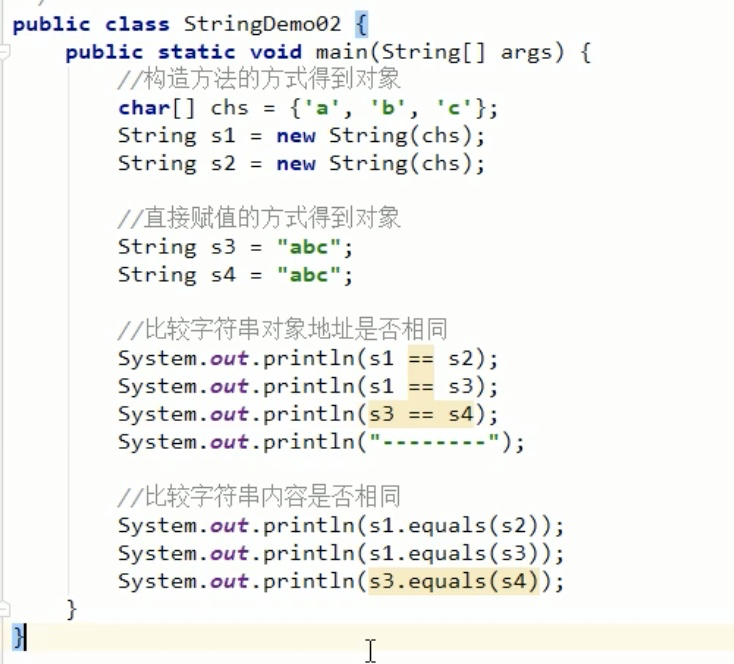 public class StringDemo02 {
    public static void main(String[] args) {
        //构造方法的方式得到对象
        char[] chs = {'a', 'b', 'c'};
        String s1 = new String(chs);
        String s2 = new String(chs);

        //直接赋值的方式得到对象
        String s3 = "abc";
        String s4 = "abc";

        //比较字符串对象地址是否相同
        System.out.println(s1 == s2);
        System.out.println(s1 == s3);
        System.out.println(s3 == s4);
        System.out.println("--------");

        //比较字符串内容是否相同
        System.out.println(s1.equals(s2));
        System.out.println(s1.equals(s3));
        System.out.println(s3.equals(s4));
    }
}